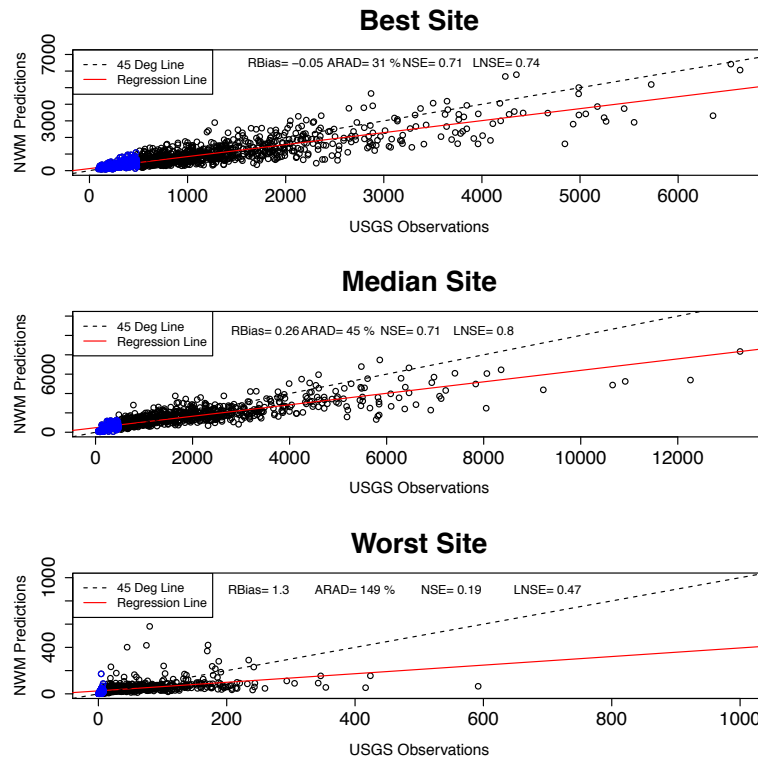 Best Site
45 Deg Line
Regression Line
RBias= −0.05 ARAD= 31 % NSE= 0.71 LNSE= 0.74
NWM Predictions
0 3000 7000
0 1000 2000 3000 4000 5000 6000
USGS Observations
Median Site
45 Deg Line
Regression Line
RBias= 0.26 ARAD= 45 % NSE= 0.71 LNSE= 0.8
NWM Predictions
0 6000
0 2000 4000 6000 8000 10000 12000
USGS Observations
Worst Site
45 Deg Line
Regression Line
RBias= 1.3 ARAD= 149 % NSE= 0.19 LNSE= 0.47
NWM Predictions
0 400 1000
0 200 400 600 800 1000
USGS Observations